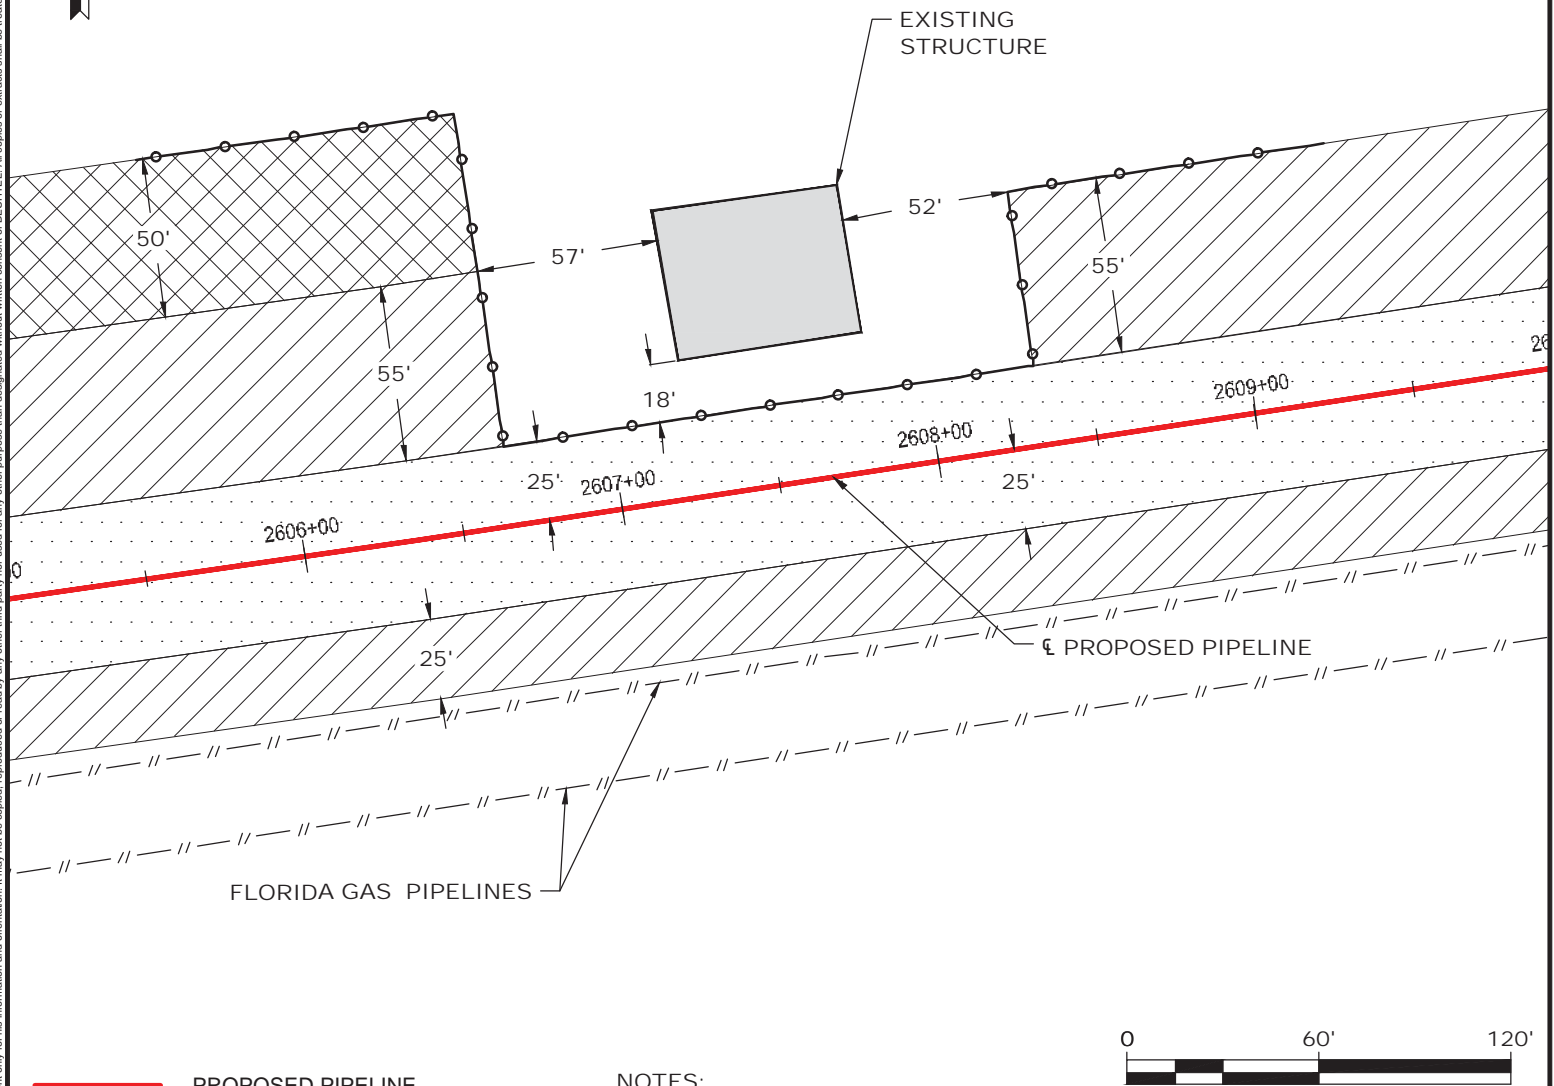 EXISTING
STRUCTURE
50'
57'
52'
55'
55'
18'
25'
25'
2606+00
2607+00
2608+00
2609+00
25'
℄ PROPOSED PIPELINE
FLORIDA GAS PIPELINES
0 60' 120'
PROPOSED PIPELINE
NOTES: